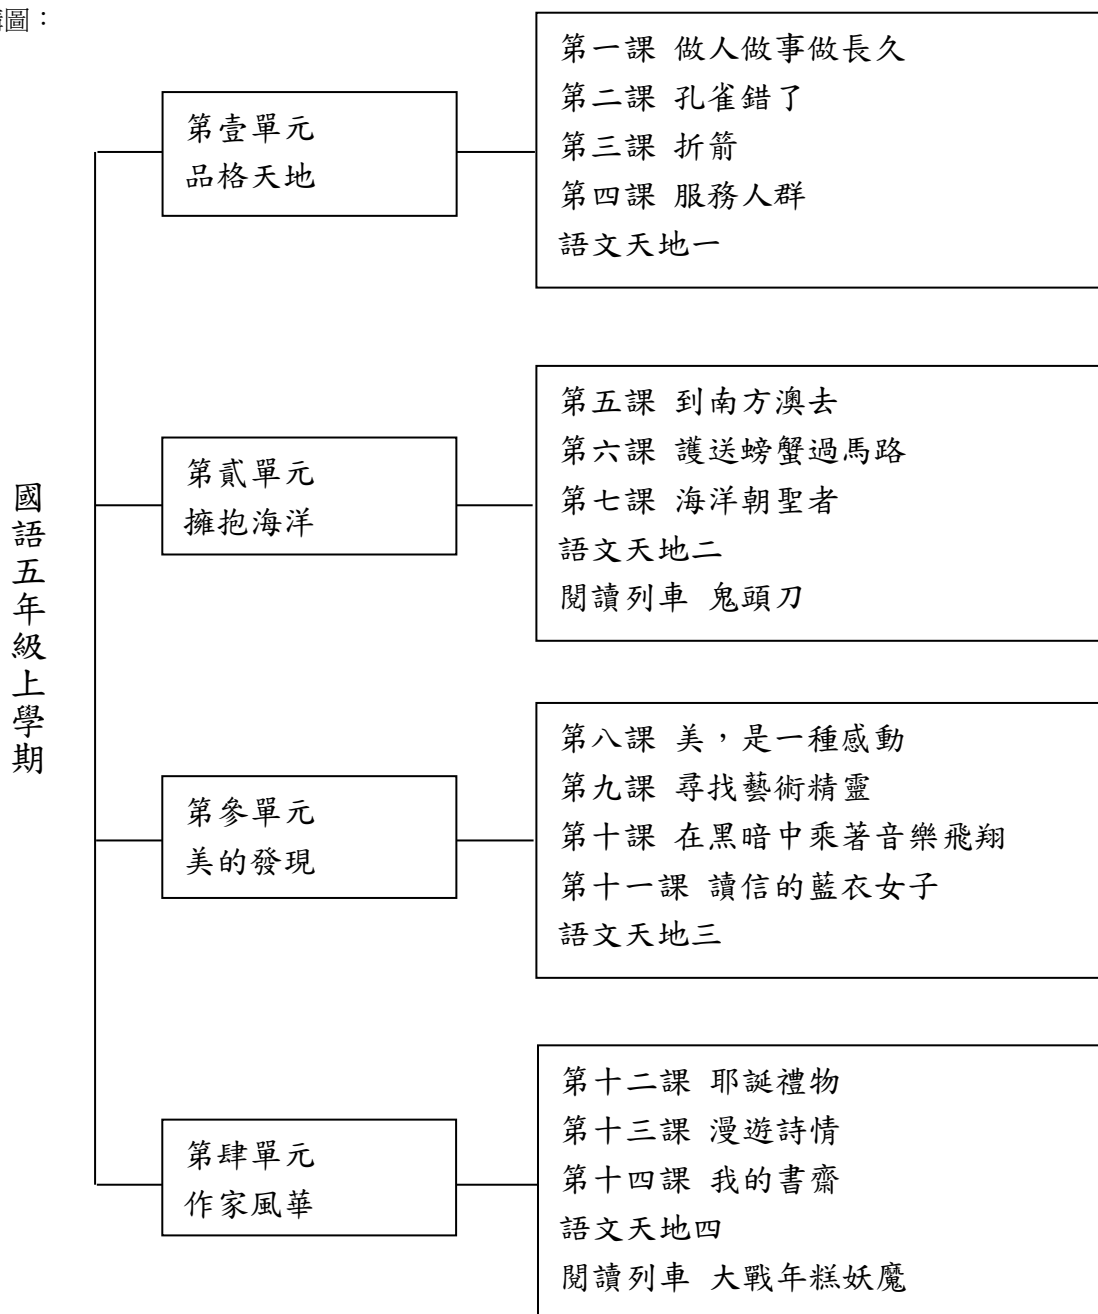 構圖：
國語五年級上學期
第壹單元
品格天地
第一課 做人做事做長久
第二課 孔雀錯了
第三課 折箭
第四課 服務人群
語文天地一
第貳單元
擁抱海洋
第五課 到南方澳去
第六課 護送螃蟹過馬路
第七課 海洋朝聖者
語文天地二
閱讀列車 鬼頭刀
第參單元
美的發現
第八課 美，是一種感動
第九課 尋找藝術精靈
第十課 在黑暗中乘著音樂飛翔
第十一課 讀信的藍衣女子
語文天地三
第肆單元
作家風華
第十二課 耶誕禮物
第十三課 漫遊詩情
第十四課 我的書齋
語文天地四
閱讀列車 大戰年糕妖魔